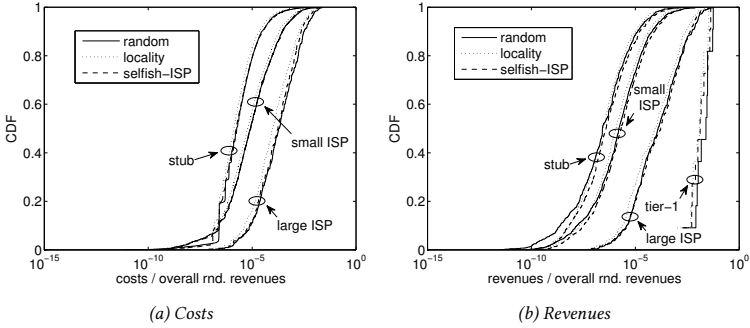 1
0.8
0.6
0.4
0.2
0
CDF
random
locality
selfish-ISP
stub
small ISP
large ISP
10^-15
10^-10
10^-5
10^0
costs / overall rnd. revenues
(a) Costs
1
0.8
0.6
0.4
0.2
0
CDF
random
locality
selfish-ISP
small
ISP
stub
tier-1
large ISP
10^-15
10^-10
10^-5
10^0
revenues / overall rnd. revenues
(b) Revenues